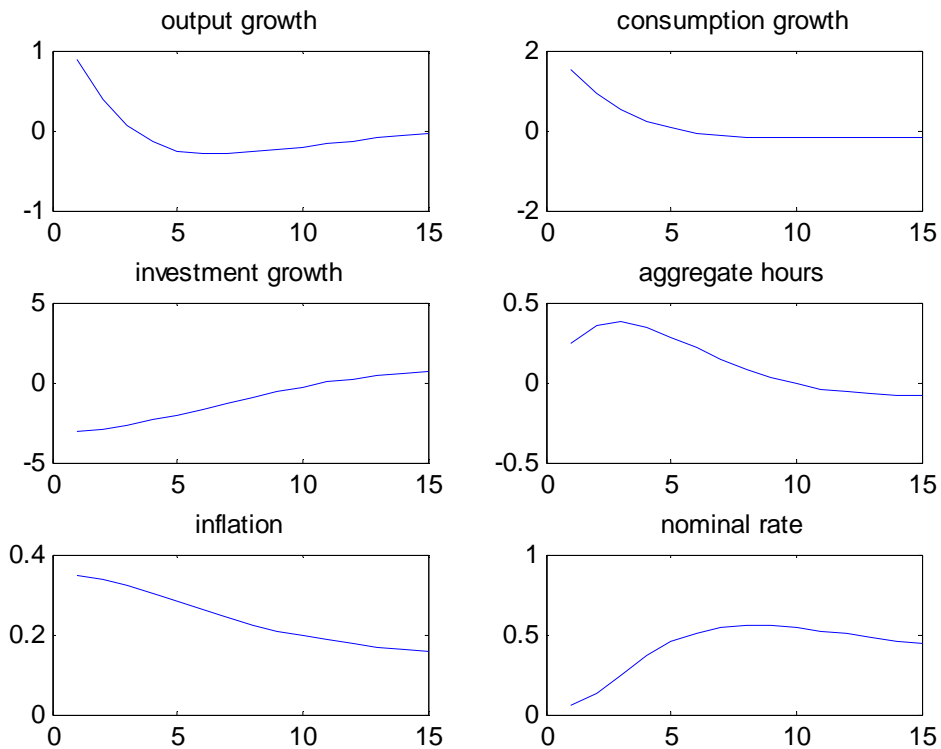 output growth
1
0
-1
0 5 10 15
consumption growth
2
0
-2
0 5 10 15
investment growth
5
0
-5
0 5 10 15
aggregate hours
0.5
0
-0.5
0 5 10 15
inflation
0.4
0.2
0
0 5 10 15
nominal rate
1
0.5
0
0 5 10 15